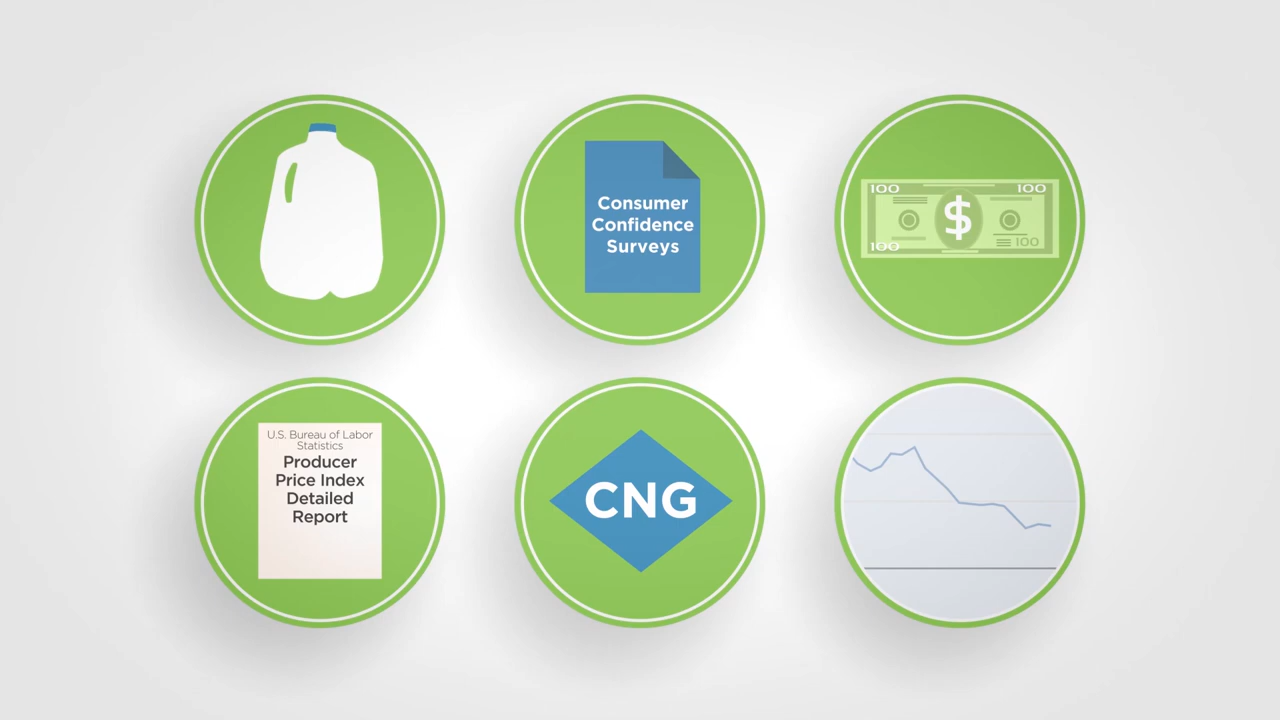 Consumer
Confidence
Surveys
100
100
$
100
100
U.S. Bureau of Labor
Statistics
Producer
Price Index
Detailed
Report
CNG